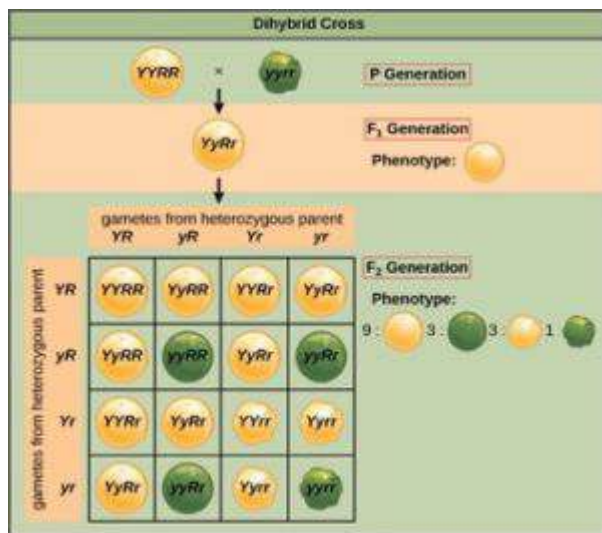 Dihybrid Cross
YYRR × yyrr
P Generation
YyRr
F₁ Generation
Phenotype:
gametes from heterozygous parent
YR yR Yr yr
gametes from heterozygous parent
YR YYRR YyRR YYRr YyRr
yR YyRR yyRR YyRr yyRr
Yr YYRr YyRr YYrr Yyrr
yr YyRr yyRr Yyrr yyrr
F₂ Generation
Phenotype:
9 : 3 : 3 : 1